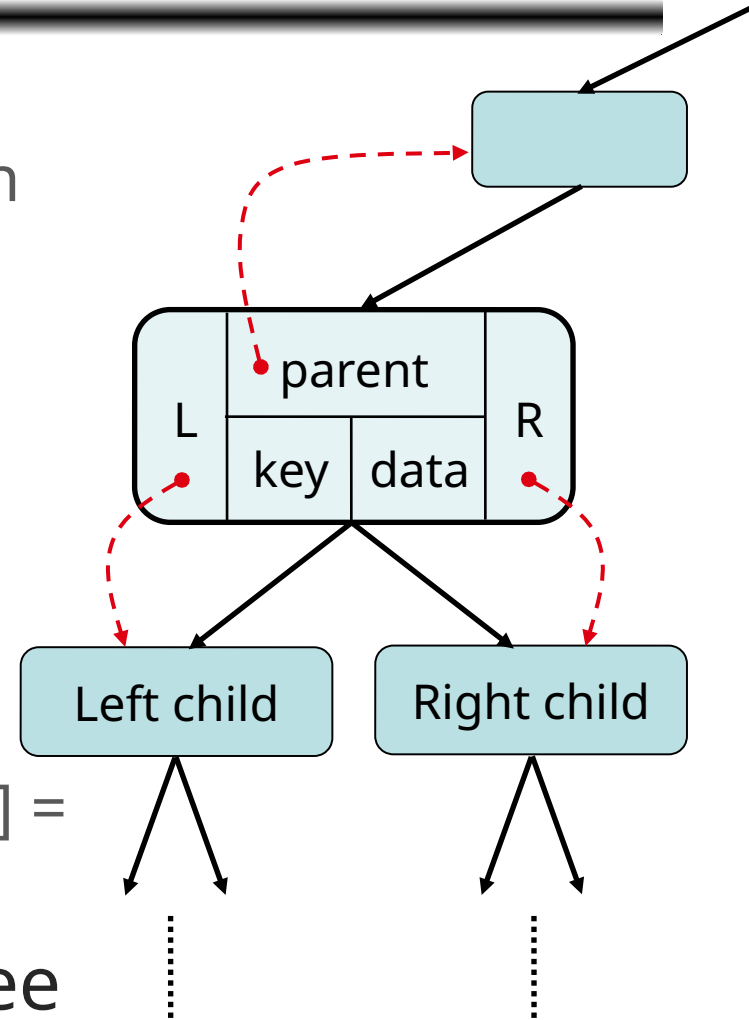 n
parent
L
R
key data
Left child
Right child
] =
ee